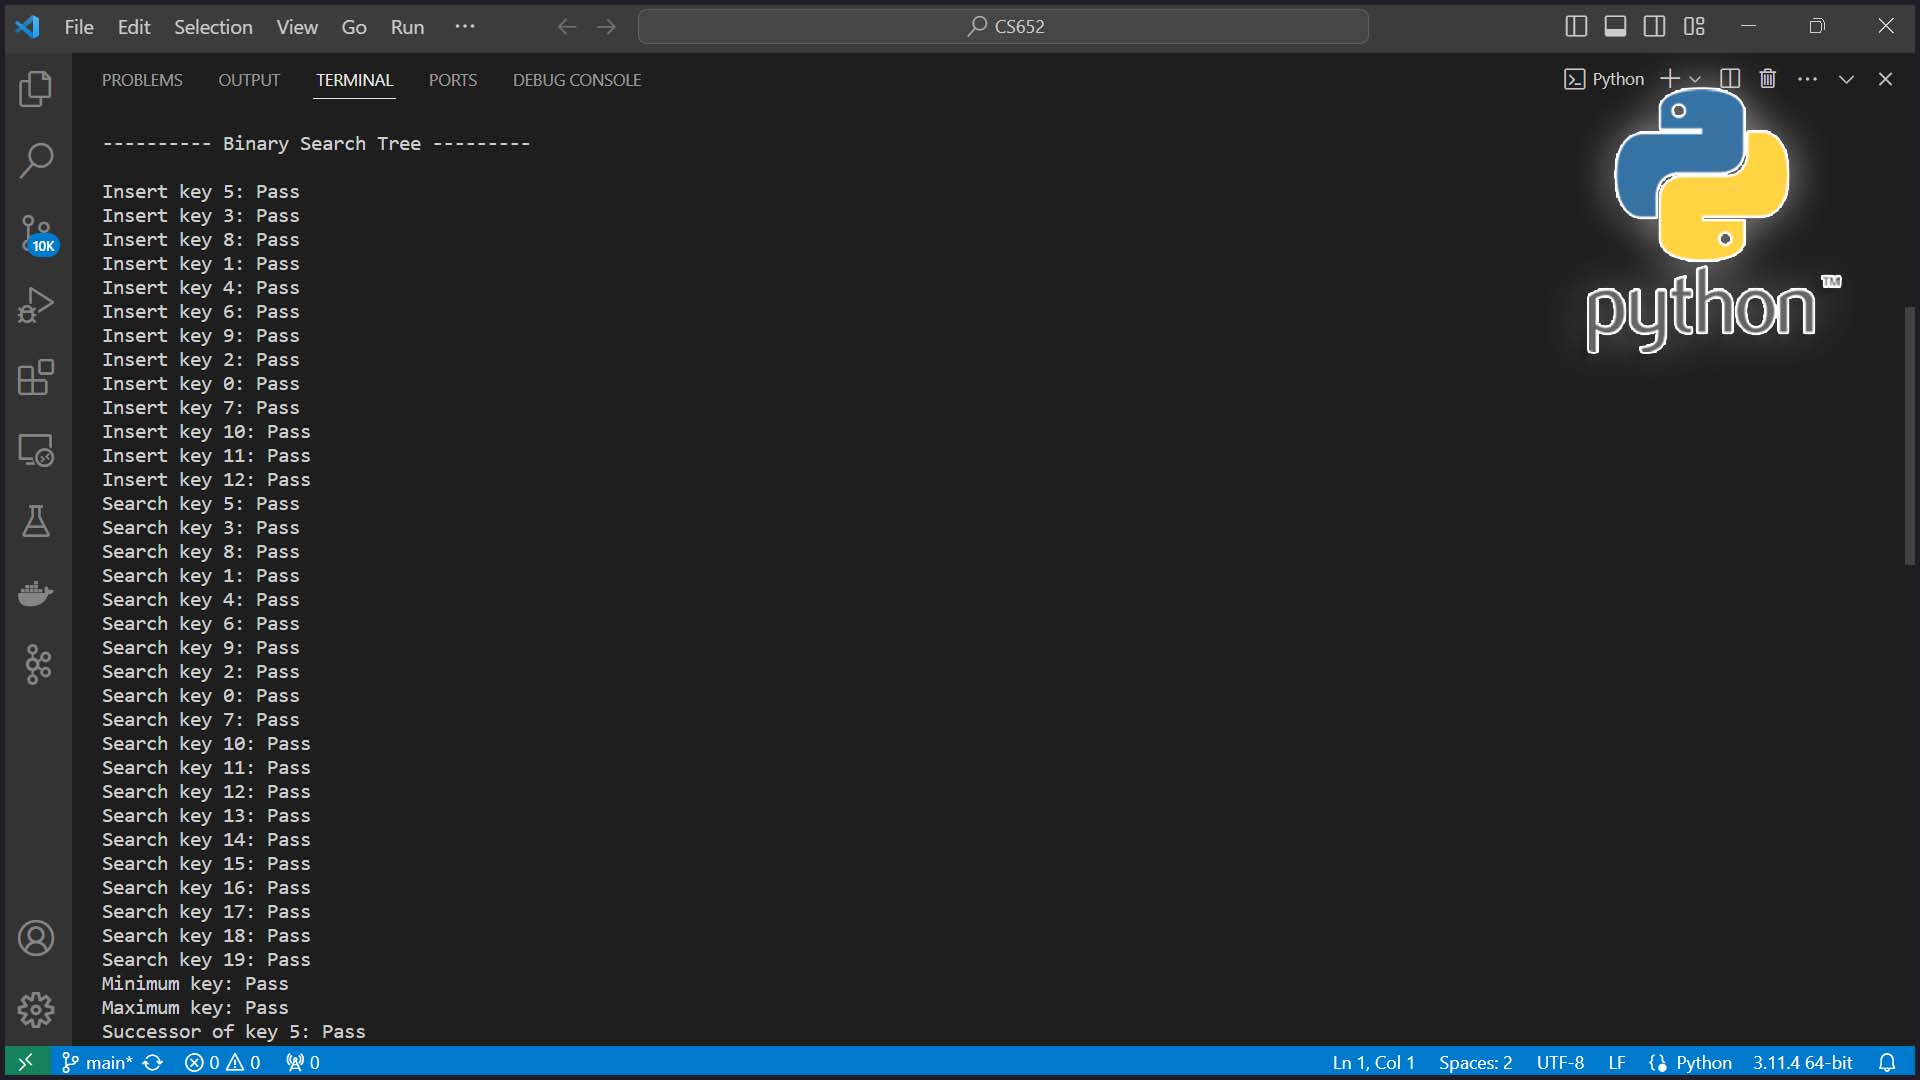 File Edit Selection View Go Run ··· CS652
PROBLEMS OUTPUT TERMINAL PORTS DEBUG CONSOLE Python
---------- Binary Search Tree ---------
Insert key 5: Pass
Insert key 3: Pass
Insert key 8: Pass
Insert key 1: Pass
Insert key 4: Pass
Insert key 6: Pass
Insert key 9: Pass
Insert key 2: Pass
Insert key 0: Pass
Insert key 7: Pass
Insert key 10: Pass
Insert key 11: Pass
Insert key 12: Pass
Search key 5: Pass
Search key 3: Pass
Search key 8: Pass
Search key 1: Pass
Search key 4: Pass
Search key 6: Pass
Search key 9: Pass
Search key 2: Pass
Search key 0: Pass
Search key 7: Pass
Search key 10: Pass
Search key 11: Pass
Search key 12: Pass
Search key 13: Pass
Search key 14: Pass
Search key 15: Pass
Search key 16: Pass
Search key 17: Pass
Search key 18: Pass
Search key 19: Pass
Minimum key: Pass
Maximum key: Pass
Successor of key 5: Pass
10K
python™
main* 0 0 0 Ln 1, Col 1 Spaces: 2 UTF-8 LF Python 3.11.4 64-bit